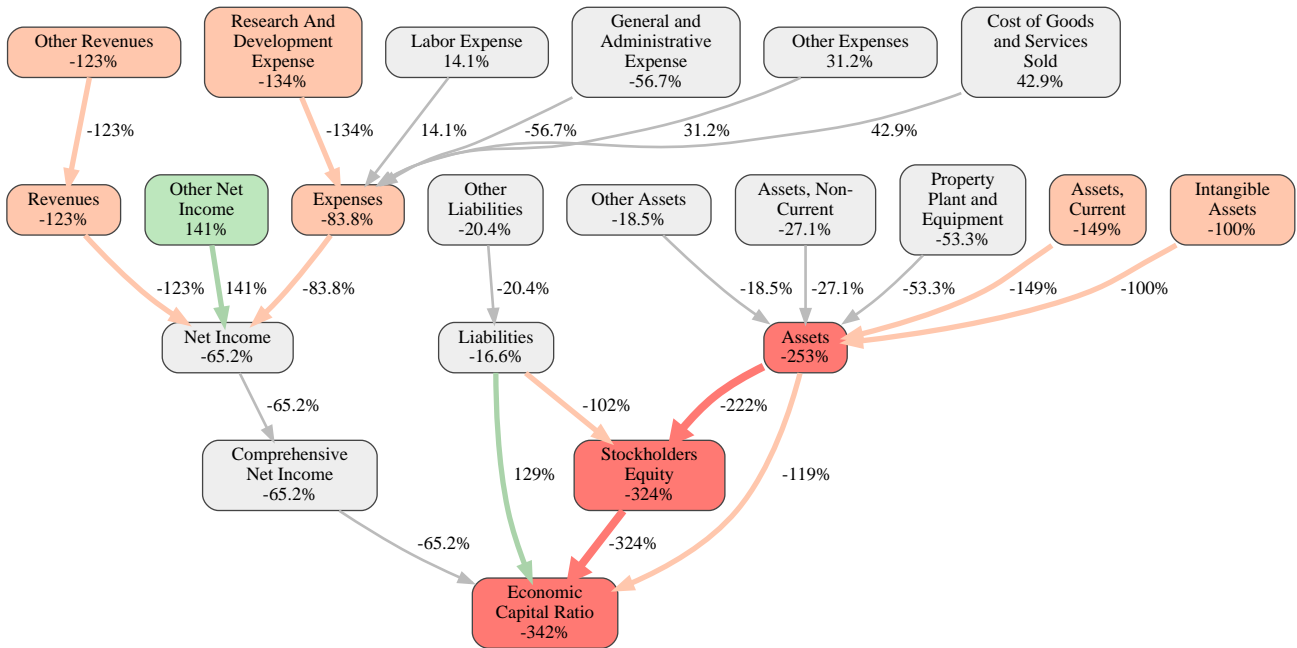 Other Revenues
-123%
Research And
Development
Expense
-134%
Labor Expense
14.1%
General and
Administrative
Expense
-56.7%
Other Expenses
31.2%
Cost of Goods
and Services
Sold
42.9%
-123%
-134%
14.1%
-56.7%
31.2%
42.9%
Revenues
-123%
Other Net
Income
141%
Expenses
-83.8%
Other
Liabilities
-20.4%
Other Assets
-18.5%
Assets, Non-
Current
-27.1%
Property
Plant and
Equipment
-53.3%
Assets,
Current
-149%
Intangible
Assets
-100%
-123%
141%
-83.8%
-20.4%
-18.5%
-27.1%
-53.3%
-149%
-100%
Net Income
-65.2%
Liabilities
-16.6%
Assets
-253%
-65.2%
-102%
-222%
Comprehensive
Net Income
-65.2%
129%
Stockholders
Equity
-324%
-119%
-65.2%
-324%
Economic
Capital Ratio
-342%